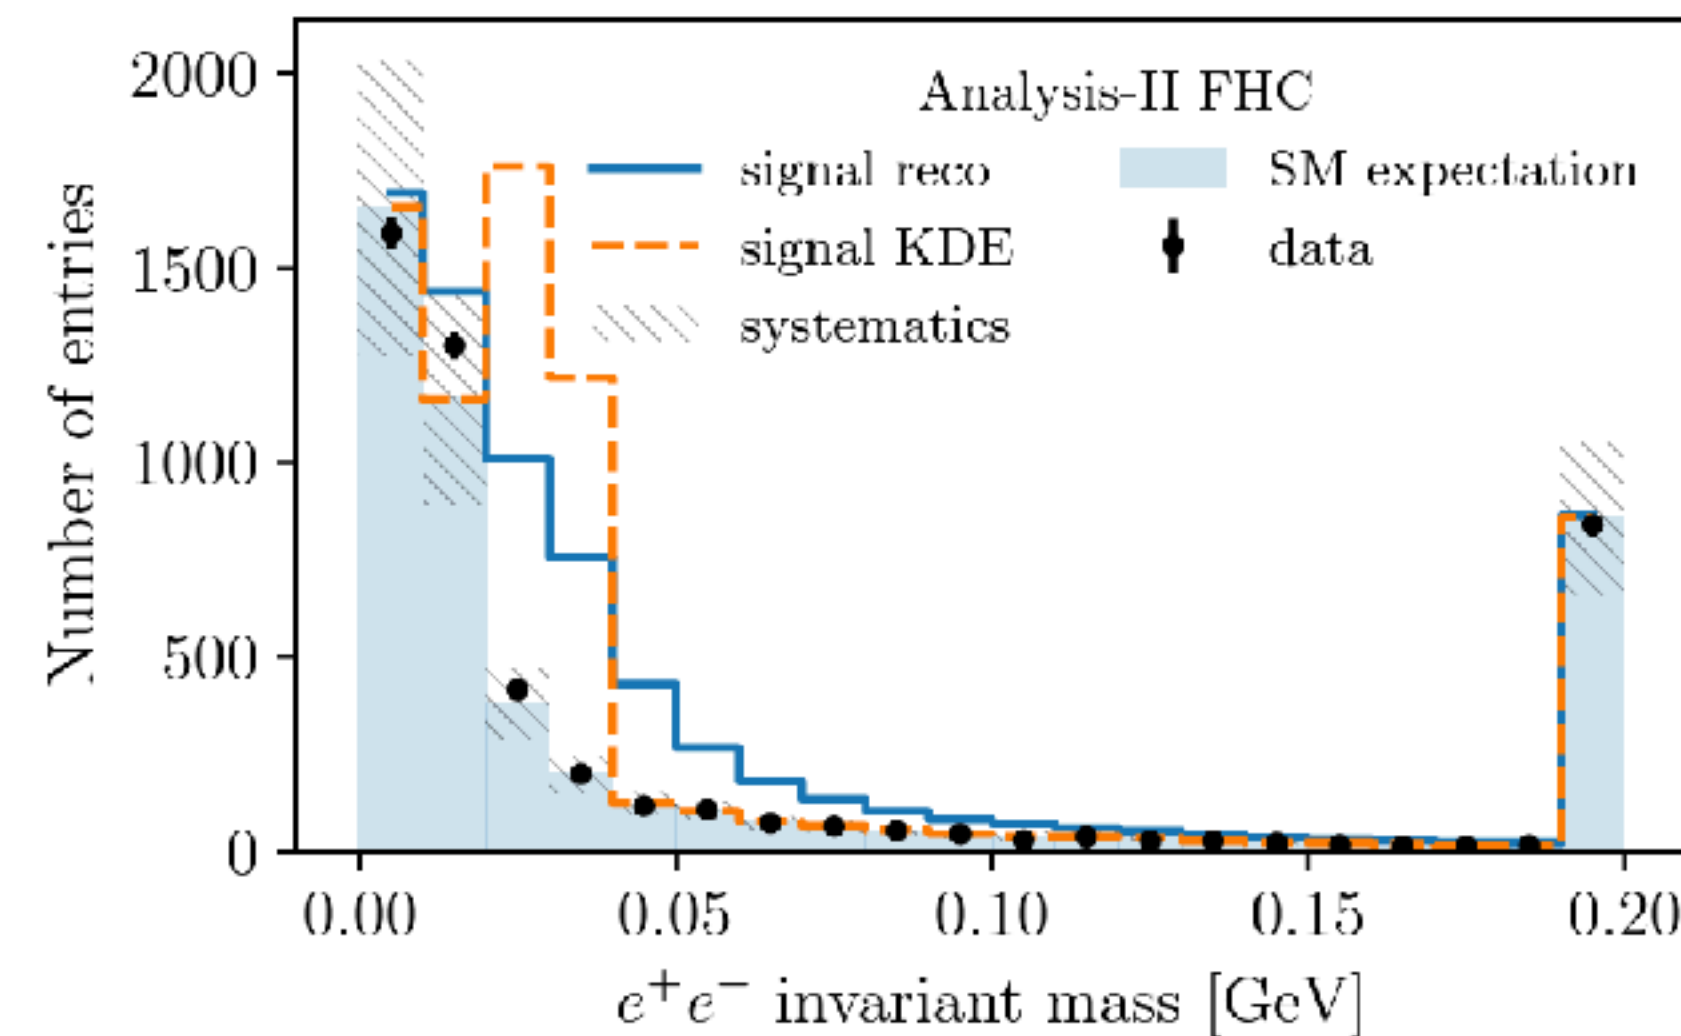 Analysis-II FHC
signal reco
SM expectation
signal KDE
data
systematics
Number of entries
2000
1500
1000
500
0
0.00 0.05 0.10 0.15 0.20
e⁺e⁻ invariant mass [GeV]